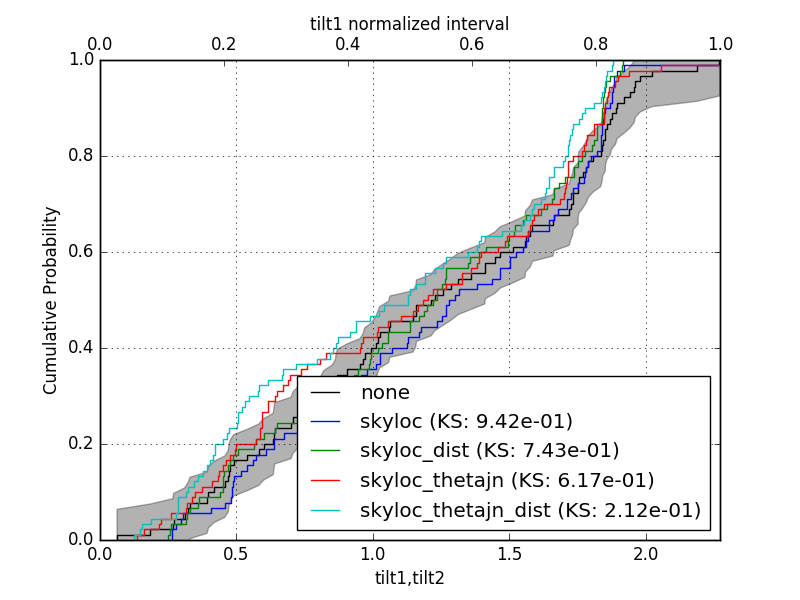 tilt1 normalized interval
0.0 0.2 0.4 0.6 0.8 1.0
1.0
0.8
0.6
0.4
0.2
0.0
Cumulative Probability
none
skyloc (KS: 9.42e-01)
skyloc_dist (KS: 7.43e-01)
skyloc_thetajn (KS: 6.17e-01)
skyloc_thetajn_dist (KS: 2.12e-01)
0.0 0.5 1.0 1.5 2.0
tilt1,tilt2